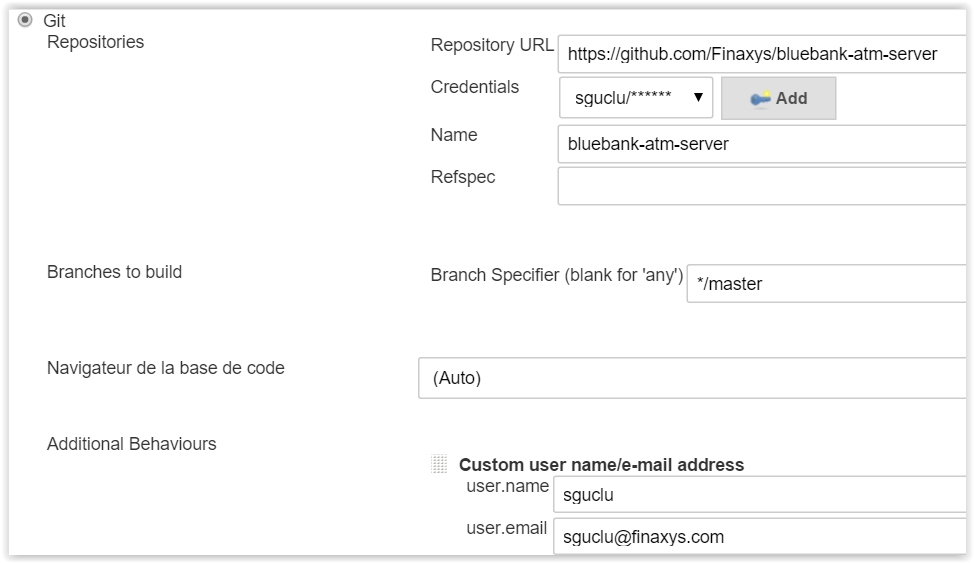 Git
Repositories
Repository URL https://github.com/Finaxys/bluebank-atm-server
Credentials sguclu/****** Add
Name bluebank-atm-server
Refspec
Branches to build Branch Specifier (blank for 'any') */master
Navigateur de la base de code (Auto)
Additional Behaviours
Custom user name/e-mail address
user.name sguclu
user.email sguclu@finaxys.com